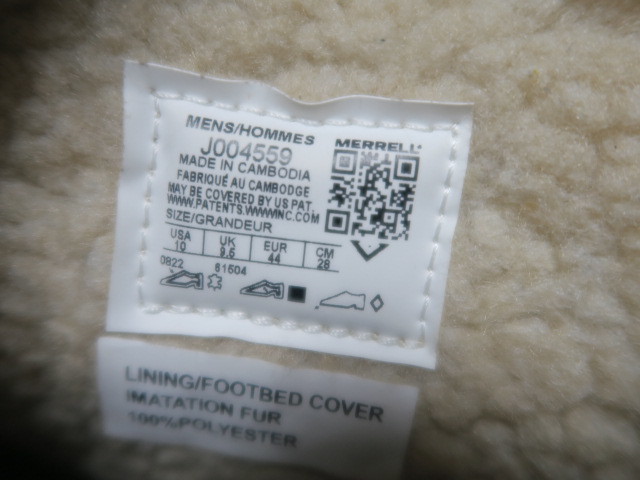 MENS/HOMMES
MERRELL
J004559
MADE IN CAMBODIA
FABRIQUÉ AU CAMBODGE
MAY BE COVERED BY US PAT.
WWW.PATENTS.WWWINC.COM
SIZE/GRANDEUR
USA UK EUR CM
10 9.5 44 28
0822 61504
LINING/FOOTBED COVER
IMATATION FUR
100%POLYESTER